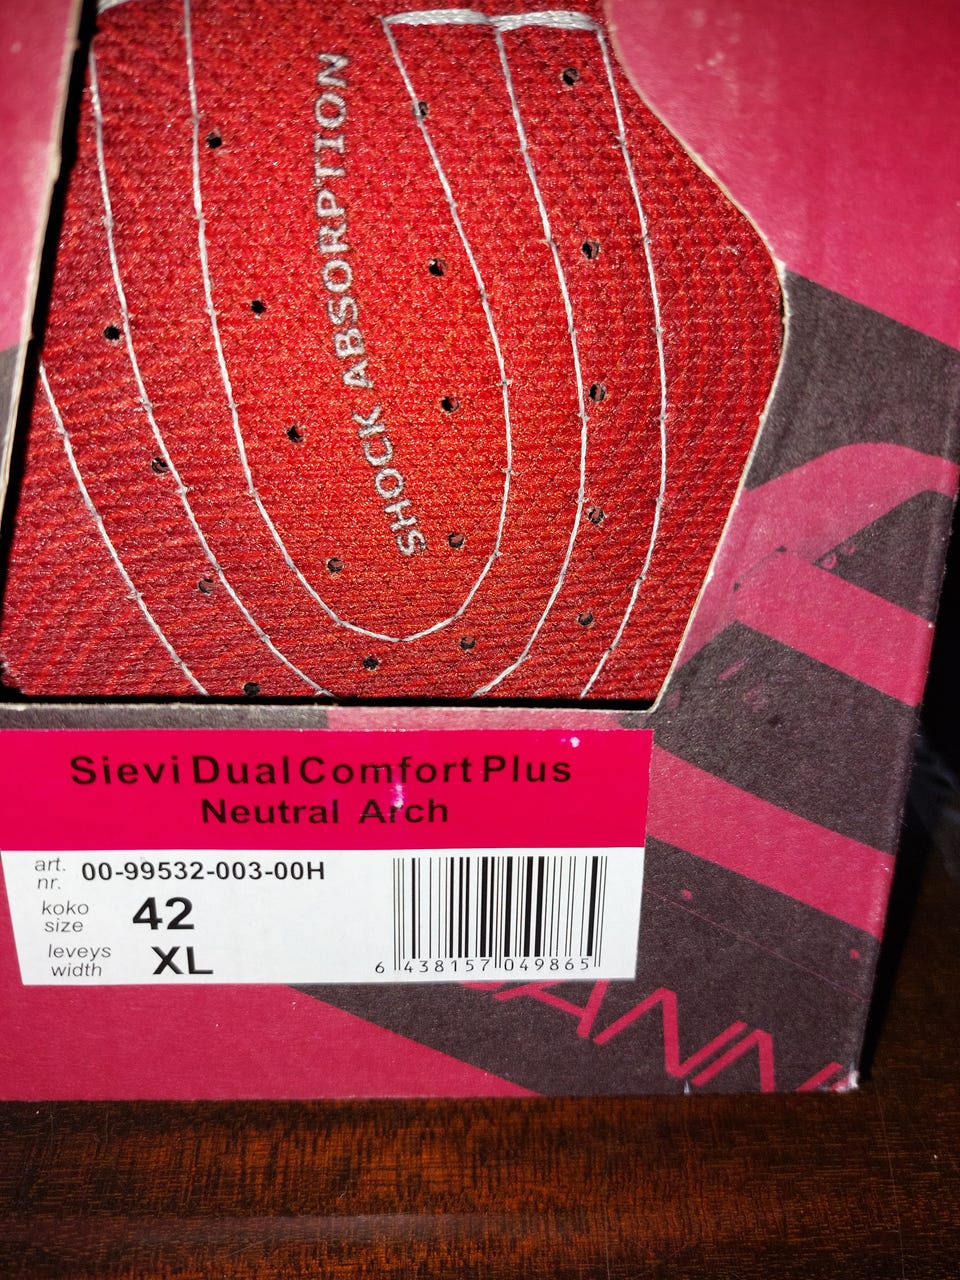 SHOCK ABSORPTION
Sievi Dual Comfort Plus
Neutral Arch
art. nr. 00-99532-003-00H
koko size 42
leveys width XL
6 438157 049865